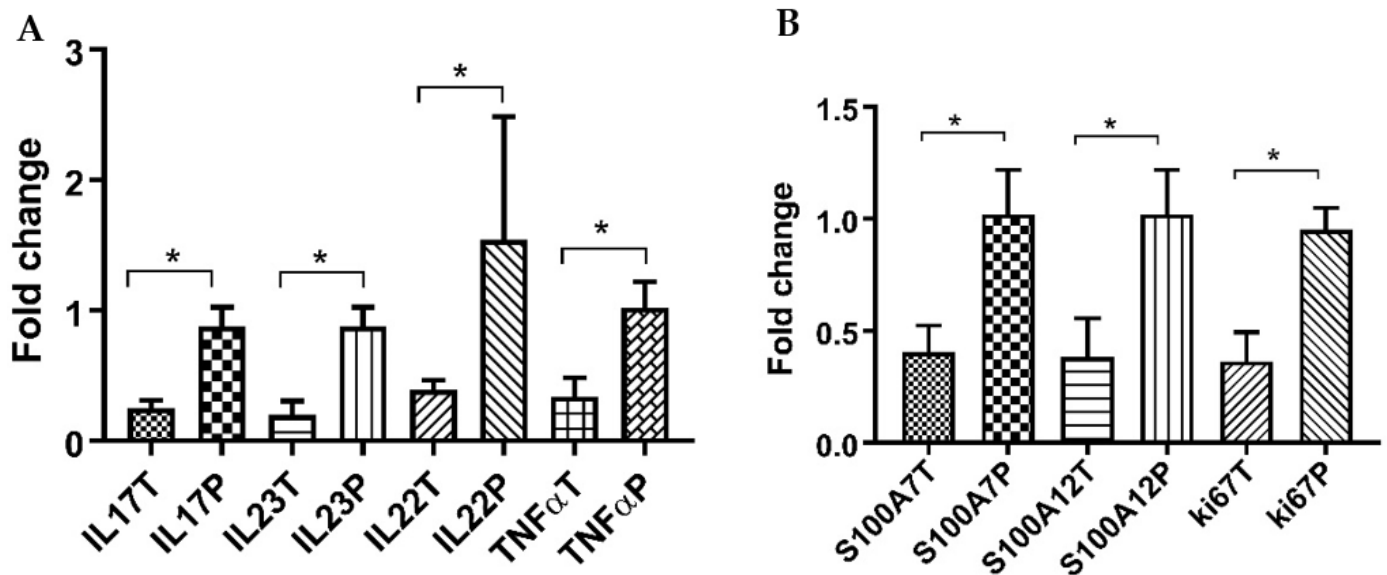 A
Fold change
3
2
1
0
*
*
*
*
IL17T
IL17P
IL23T
IL23P
IL22T
IL22P
TNFαT
TNFαP
B
Fold change
1.5
1.0
0.5
0.0
*
*
*
S100A7T
S100A7P
S100A12T
S100A12P
ki67T
ki67P